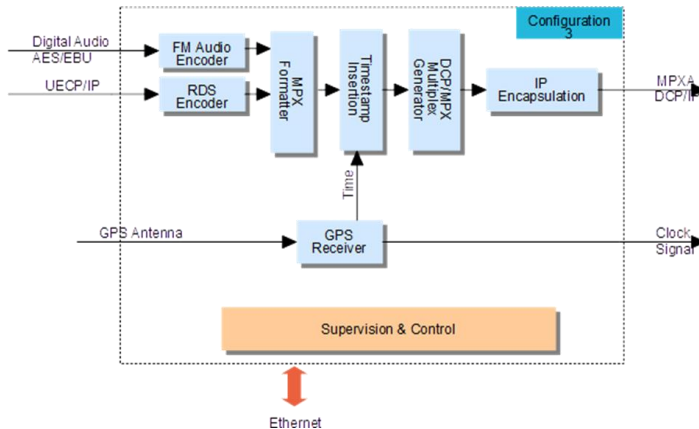 Configuration
3
Digital Audio
AES/EBU
UECP/IP
FM Audio
Encoder
RDS
Encoder
MPX
Formatter
Timestamp
Insertion
DCP/MPX
Multiplex
Generator
IP
Encapsulation
MPXA
DCP/IP
Time
GPS Antenna
GPS
Receiver
Clock
Signal
Supervision & Control
Ethernet